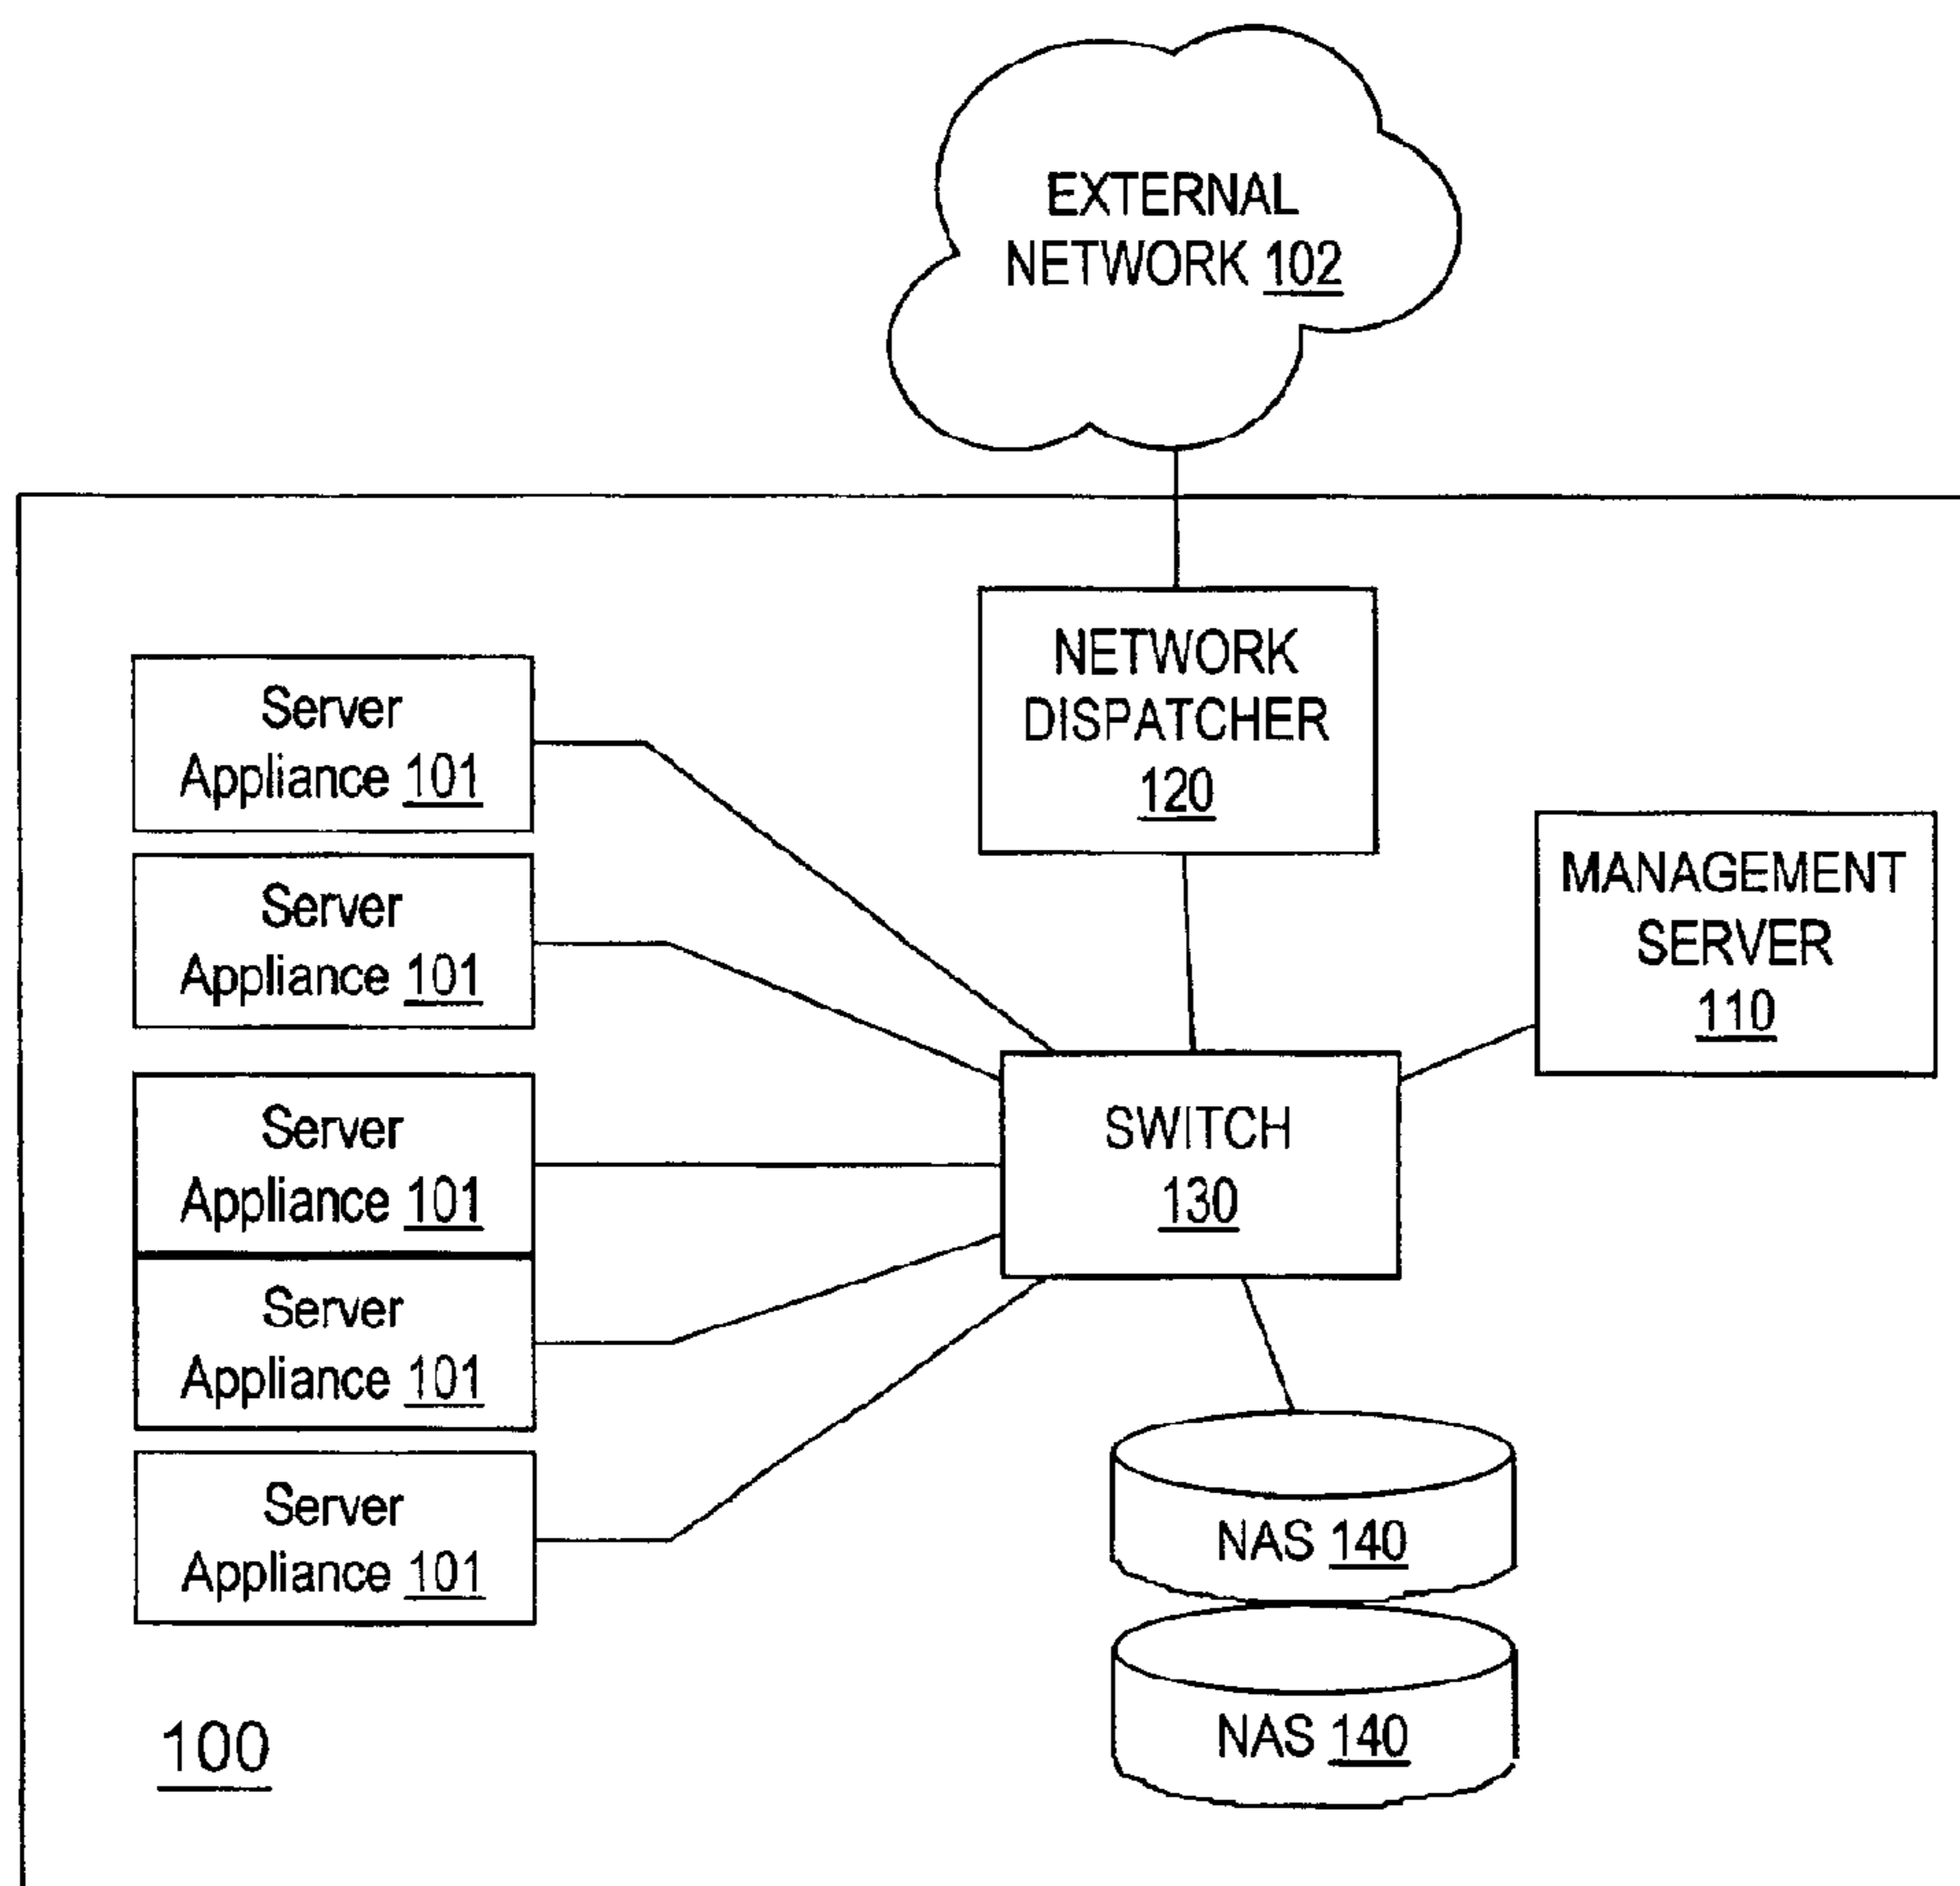 EXTERNAL
NETWORK 102
NETWORK
DISPATCHER
120
Server
Appliance 101
Server
Appliance 101
MANAGEMENT
SERVER
110
Server
Appliance 101
SWITCH
130
Server
Appliance 101
Server
Appliance 101
NAS 140
NAS 140
100